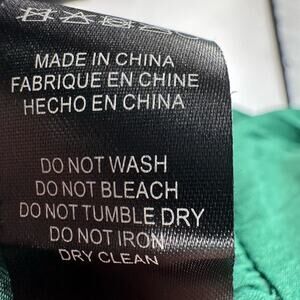 MADE IN CHINA
FABRIQUE EN CHINE
HECHO EN CHINA
DO NOT WASH
DO NOT BLEACH
DO NOT TUMBLE DRY
DO NOT IRON
DRY CLEAN